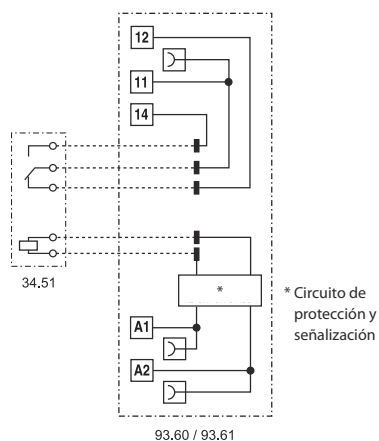 12
11
14
34.51
*
* Circuito de
protección y
señalización
A1
A2
93.60 / 93.61